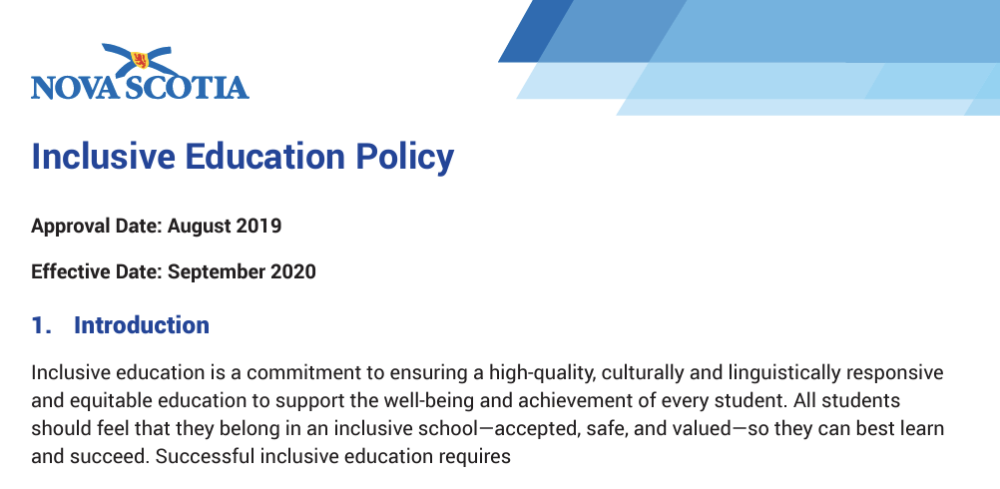 NOVA SCOTIA
Inclusive Education Policy
Approval Date: August 2019
Effective Date: September 2020
1. Introduction
Inclusive education is a commitment to ensuring a high-quality, culturally and linguistically responsive
and equitable education to support the well-being and achievement of every student. All students
should feel that they belong in an inclusive school—accepted, safe, and valued—so they can best learn
and succeed. Successful inclusive education requires